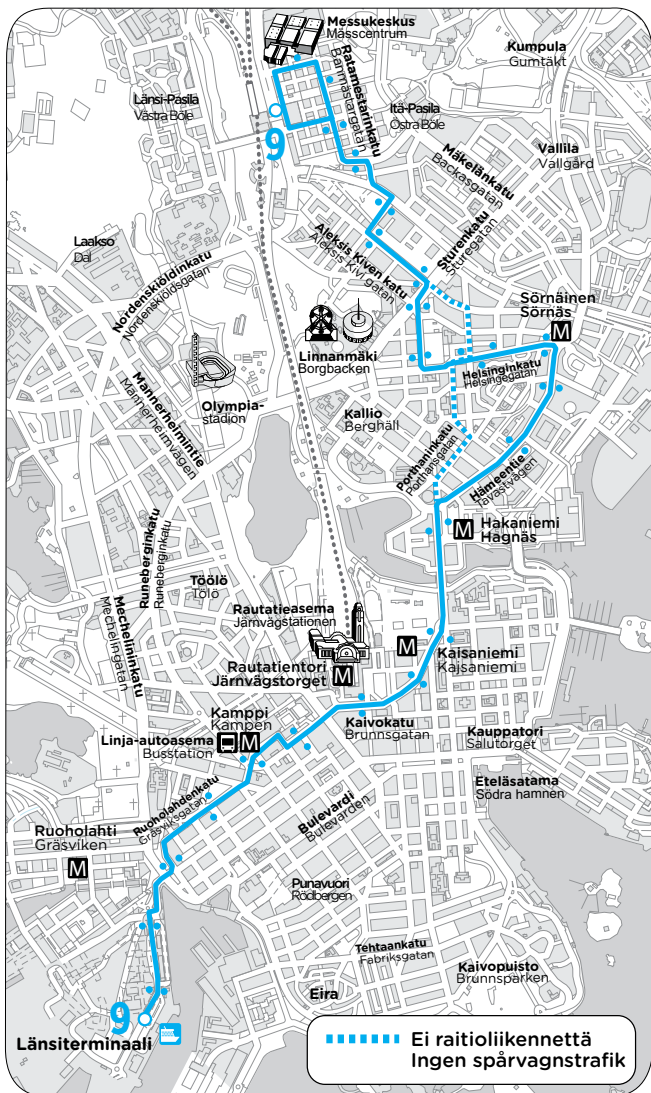 Messukeskus
Mässcentrum
Kumpula
Gumtäkt
Ratamestarinkatu
Banmästargatan
Länsi-Pasila
Västra Böle
Itä-Pasila
Östra Böle
9
Vallila
Vallgård
Mäkelänkatu
Backasgatan
Sturenkatu
Sturegatan
Aleksis Kiven katu
Aleksis Kivi gatan
Laakso
Dal
Nordenskiöldinkatu
Nordenskiöldsgatan
Sörnäinen
Sörnäs
M
Linnanmäki
Borgbacken
Helsinginkatu
Helsingegatan
Mannerheimintie
Mannerheimvägen
Olympia-
stadion
Kallio
Berghäll
Porthaninkatu
Porthansgatan
Hämeentie
Tavastvägen
M
Hakaniemi
Hagnäs
Runeberginkatu
Runeberginkatu
Töölö
Tölö
Mechelininkatu
Mechelingatan
Rautatieasema
Järnvägstationen
M
Kaisaniemi
Kajsaniemi
Rautatientori
Järnvägstorget
M
Kamppi
Kampen
Kaivokatu
Brunnsgatan
Kauppatori
Salutorget
Linja-autoasema
Busstation
M
Eteläsatama
Södra hamnen
Ruoholahdenkatu
Gräsviksgatan
Bulevardi
Bulevarden
Ruoholahti
Gräsviken
M
Punavuori
Rödbergen
Tehtaankatu
Fabriksgatan
Kaivopuisto
Brunnsparken
Eira
9
Länsiterminaali
Ei raitioliikennettä
Ingen spårvagnstrafik